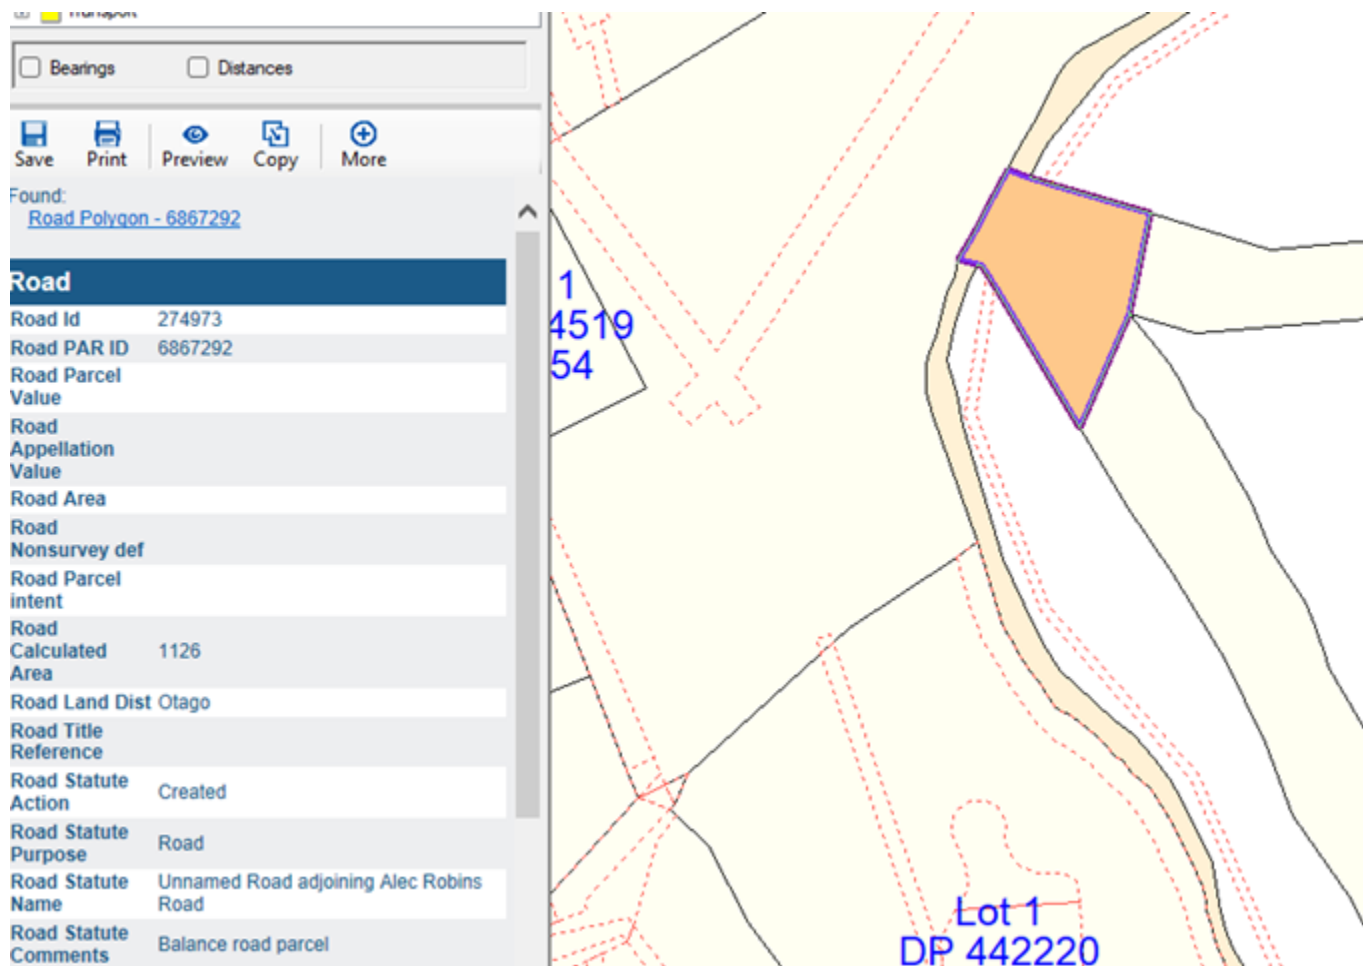 Transport
Bearings
Distances
Save
Print
Preview
Copy
More
Found:
Road Polygon - 6867292
Road
Road Id 274973
Road PAR ID 6867292
Road Parcel
Value
Road
Appellation
Value
Road Area
Road
Nonsurvey def
Road Parcel
intent
Road
Calculated 1126
Area
Road Land Dist Otago
Road Title
Reference
Road Statute
Action Created
Road Statute
Purpose Road
Road Statute Unnamed Road adjoining Alec Robins
Name Road
Road Statute
Comments Balance road parcel
1
4519
54
Lot 1
DP 442220